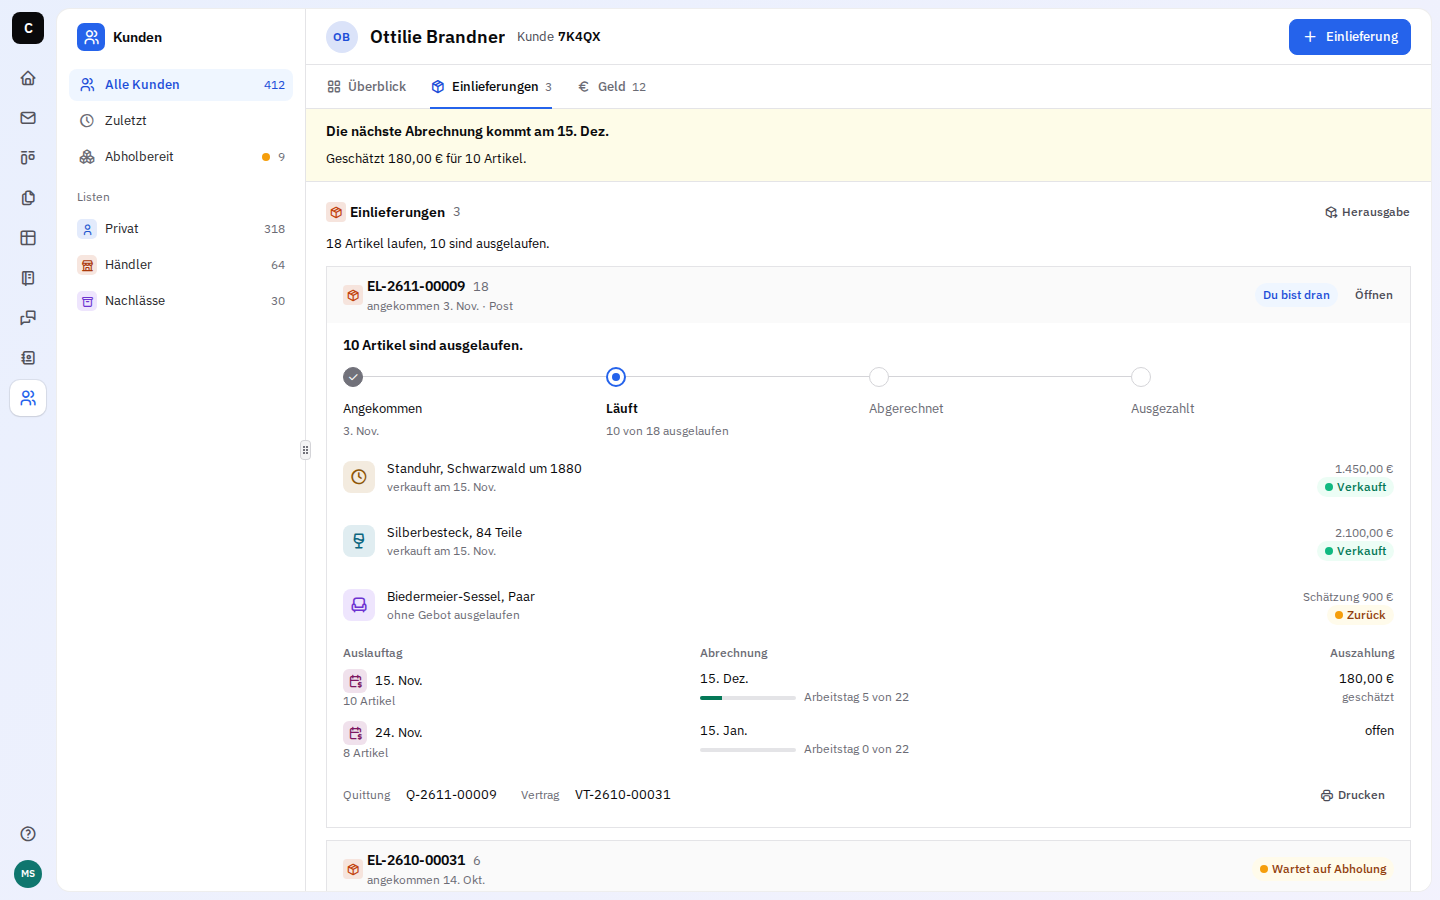 C
Kunden
Alle Kunden 412
Zuletzt
Abholbereit 9
Listen
Privat 318
Händler 64
Nachlässe 30
MS
OB Ottilie Brandner Kunde 7K4QX
Einlieferung
Überblick Einlieferungen 3 Geld 12
Die nächste Abrechnung kommt am 15. Dez.
Geschätzt 180,00 € für 10 Artikel.
Einlieferungen 3 Herausgabe
18 Artikel laufen, 10 sind ausgelaufen.
EL-2611-00009 18
angekommen 3. Nov. · Post
Du bist dran Öffnen
10 Artikel sind ausgelaufen.
Angekommen Läuft Abgerechnet Ausgezahlt
3. Nov. 10 von 18 ausgelaufen
Standuhr, Schwarzwald um 1880 1.450,00 €
verkauft am 15. Nov. Verkauft
Silberbesteck, 84 Teile 2.100,00 €
verkauft am 15. Nov. Verkauft
Biedermeier-Sessel, Paar Schätzung 900 €
ohne Gebot ausgelaufen Zurück
Auslauftag Abrechnung Auszahlung
15. Nov. 15. Dez. 180,00 €
10 Artikel Arbeitstag 5 von 22 geschätzt
24. Nov. 15. Jan. offen
8 Artikel Arbeitstag 0 von 22
Quittung Q-2611-00009 Vertrag VT-2610-00031 Drucken
EL-2610-00031 6
angekommen 14. Okt.
Wartet auf Abholung